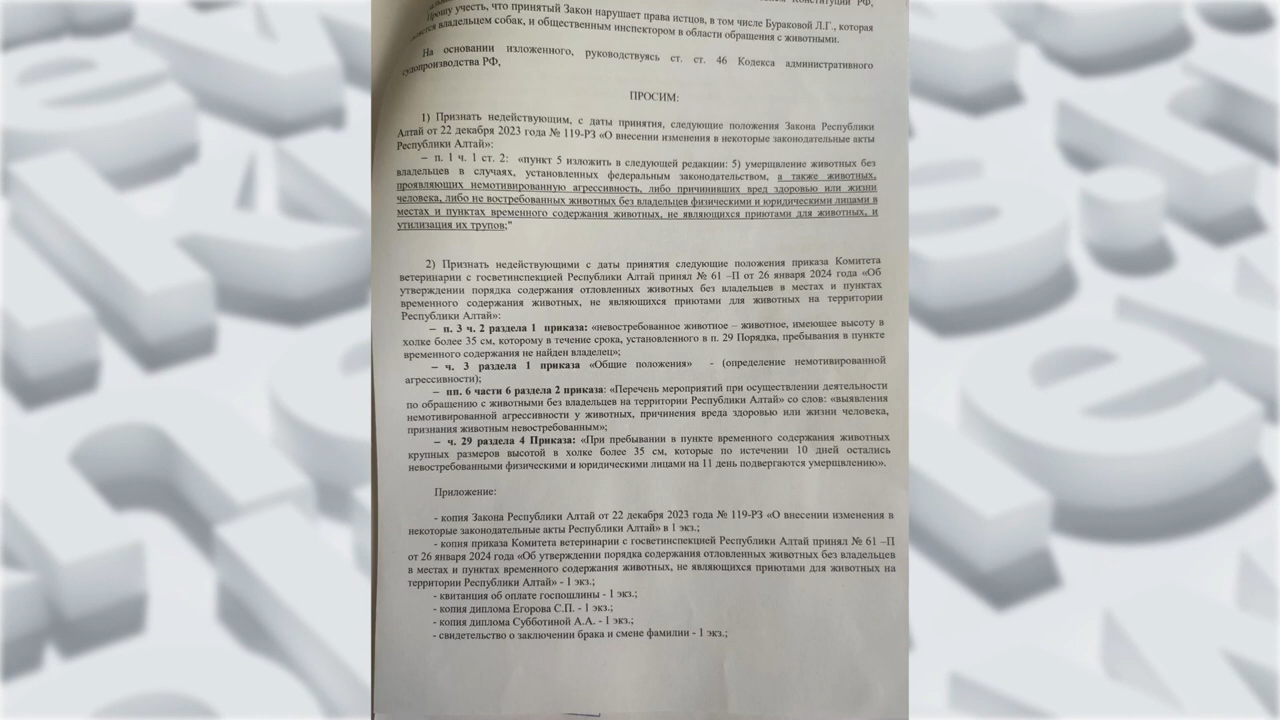 Конституции РФ,
Прошу учесть, что принятый Закон нарушает права истцов, в том числе Бураковой Л.Г., которая
является владельцем собак, и общественным инспектором в области обращения с животными.
На основании изложенного, руководствуясь ст. ст. 46 Кодекса административного
судопроизводства РФ,
ПРОСИМ:
1) Признать недействующим, с даты принятия, следующие положения Закона Республики
Алтай от 22 декабря 2023 года № 119-РЗ «О внесении изменения в некоторые законодательные акты
Республики Алтай»:
– п. 1 ч. 1 ст. 2: «пункт 5 изложить в следующей редакции: 5) умерщвление животных без
владельцев в случаях, установленных федеральным законодательством, а также животных,
проявляющих немотивированную агрессивность, либо причинивших вред здоровью или жизни
человека, либо не востребованных животных без владельцев физическими и юридическими лицами в
местах и пунктах временного содержания животных, не являющихся приютами для животных, и
утилизация их трупов;"
2) Признать недействующими с даты принятия следующие положения приказа Комитета
ветеринарии с госветинспекцией Республики Алтай принял № 61 –П от 26 января 2024 года «Об
утверждении порядка содержания отловленных животных без владельцев в местах и пунктах
временного содержания животных, не являющихся приютами для животных на территории
Республики Алтай»:
– п. 3 ч. 2 раздела 1 приказа: «невостребованное животное – животное, имеющее высоту в
холке более 35 см, которому в течение срока, установленного в п. 29 Порядка, пребывания в пункте
временного содержания не найден владелец»;
– ч. 3 раздела 1 приказа «Общие положения» - (определение немотивированной
агрессивности);
– пп. 6 части 6 раздела 2 приказа: «Перечень мероприятий при осуществлении деятельности
по обращению с животными без владельцев на территории Республики Алтай» со слов: «выявления
немотивированной агрессивности у животных, причинения вреда здоровью или жизни человека,
признания животным невостребованным»;
– ч. 29 раздела 4 Приказа: «При пребывании в пункте временного содержания животных
крупных размеров высотой в холке более 35 см, которые по истечении 10 дней остались
невостребованными физическими и юридическими лицами на 11 день подвергаются умерщвлению».
Приложение:
- копия Закона Республики Алтай от 22 декабря 2023 года № 119-РЗ «О внесении изменения в
некоторые законодательные акты Республики Алтай» в 1 экз.;
- копия приказа Комитета ветеринарии с госветинспекцией Республики Алтай принял № 61 –П
от 26 января 2024 года «Об утверждении порядка содержания отловленных животных без владельцев
в местах и пунктах временного содержания животных, не являющихся приютами для животных на
территории Республики Алтай» - 1 экз.;
- квитанция об оплате госпошлины - 1 экз.;
- копия диплома Егорова С.П. - 1 экз.;
- копия диплома Субботиной А.А. - 1 экз.;
- свидетельство о заключении брака и смене фамилии - 1 экз.;